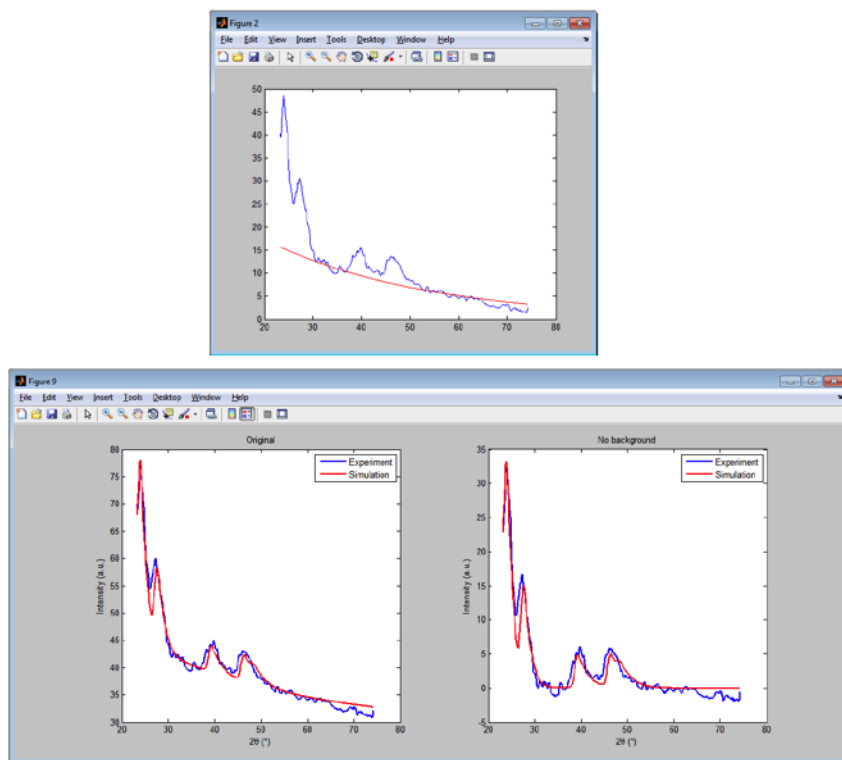 Figure 2
File Edit View Insert Tools Desktop Window Help
50
45
40
35
30
25
20
15
10
5
0
20 30 40 50 60 70 80
Figure 9
File Edit View Insert Tools Desktop Window Help
Original
80
75
70
65
60
55
50
45
40
35
30
20 30 40 50 60 70 80
Intensity (a.u.)
2θ (°)
Experiment
Simulation
No background
35
30
25
20
15
10
5
0
-5
20 30 40 50 60 70 80
Intensity (a.u.)
2θ (°)
Experiment
Simulation